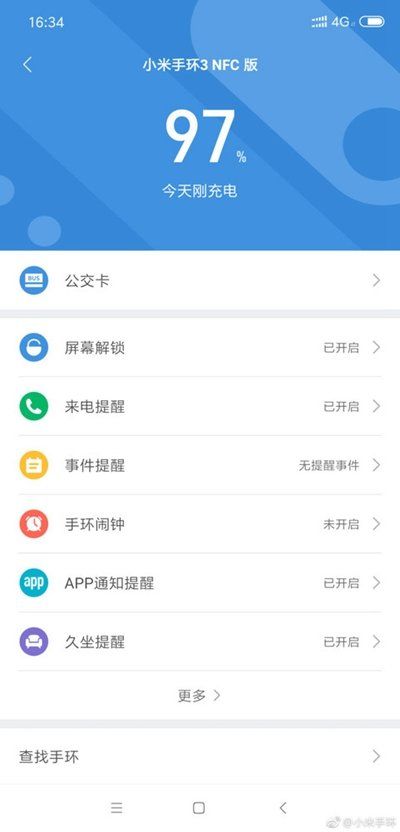 16:34
4G
小米手环3 NFC 版
97%
今天刚充电
BUS
公交卡
屏幕解锁 已开启
来电提醒 已开启
事件提醒 无提醒事件
手环闹钟 未开启
app
APP通知提醒 已开启
久坐提醒 已开启
更多
查找手环
@小米手环